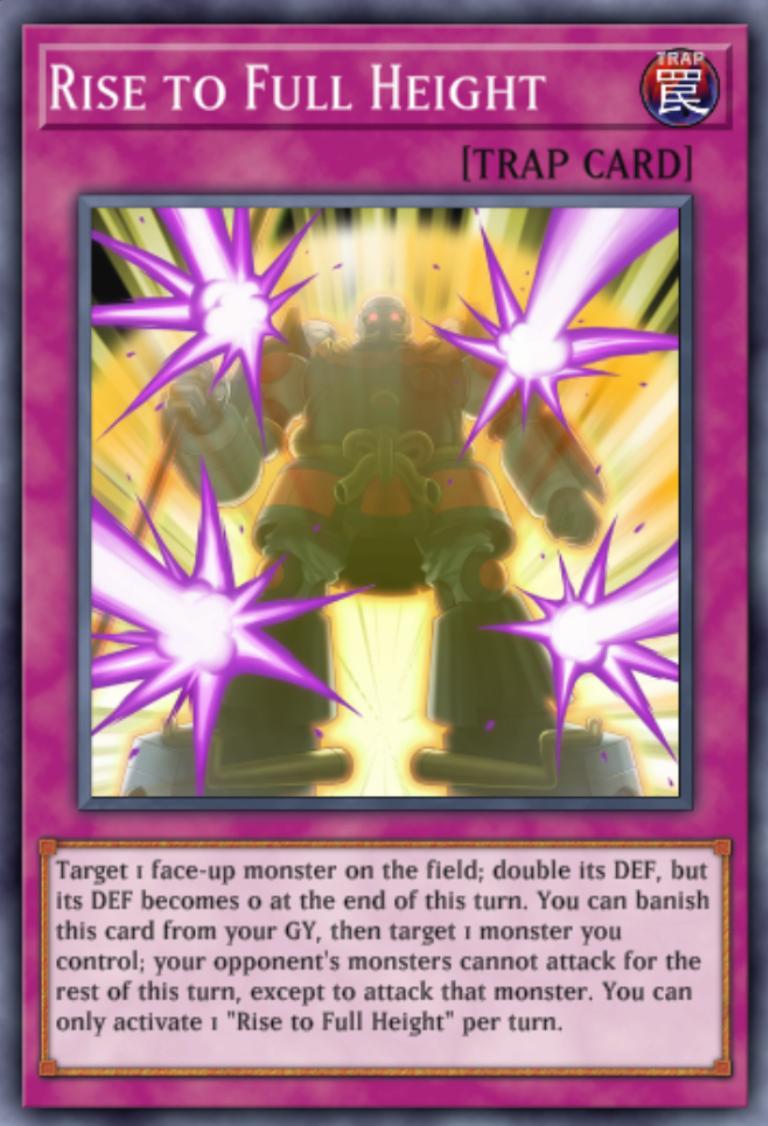 Rise to Full Height
TRAP
罠
[TRAP CARD]
Target 1 face-up monster on the field; double its DEF, but
its DEF becomes 0 at the end of this turn. You can banish
this card from your GY, then target 1 monster you
control; your opponent's monsters cannot attack for the
rest of this turn, except to attack that monster. You can
only activate 1 "Rise to Full Height" per turn.